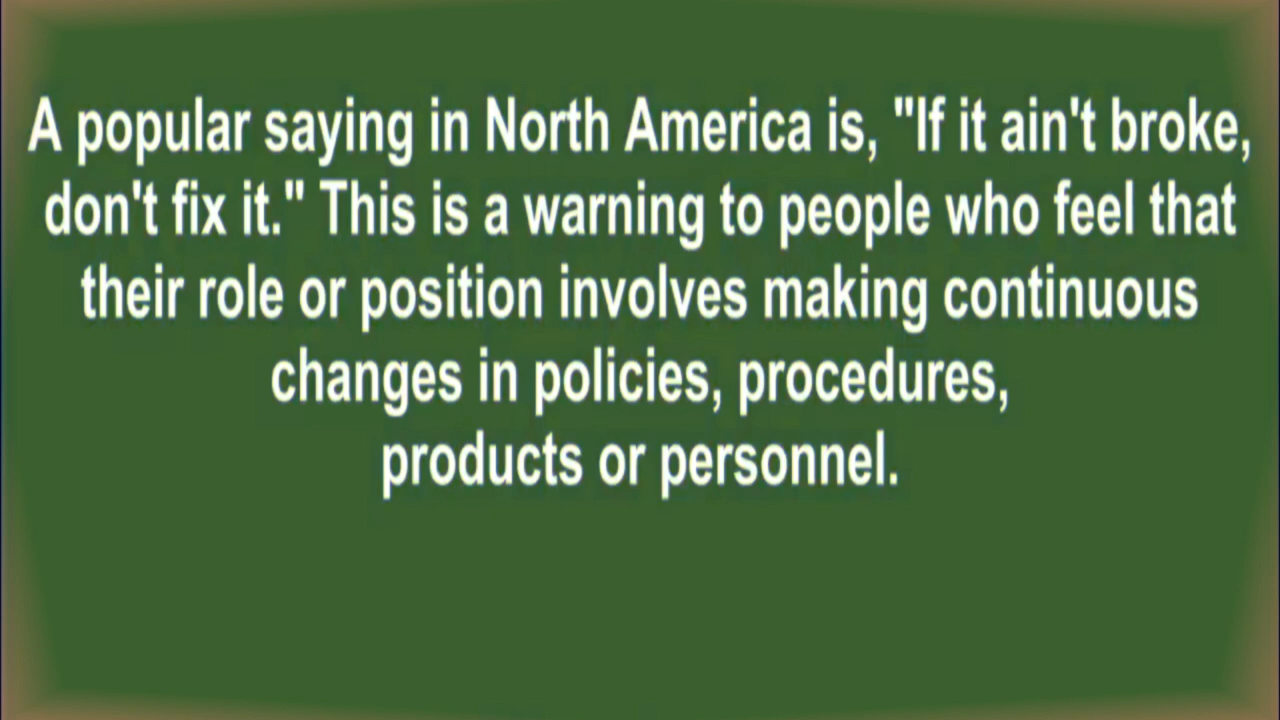 A popular saying in North America is, "If it ain't broke,
don't fix it." This is a warning to people who feel that
their role or position involves making continuous
changes in policies, procedures,
products or personnel.